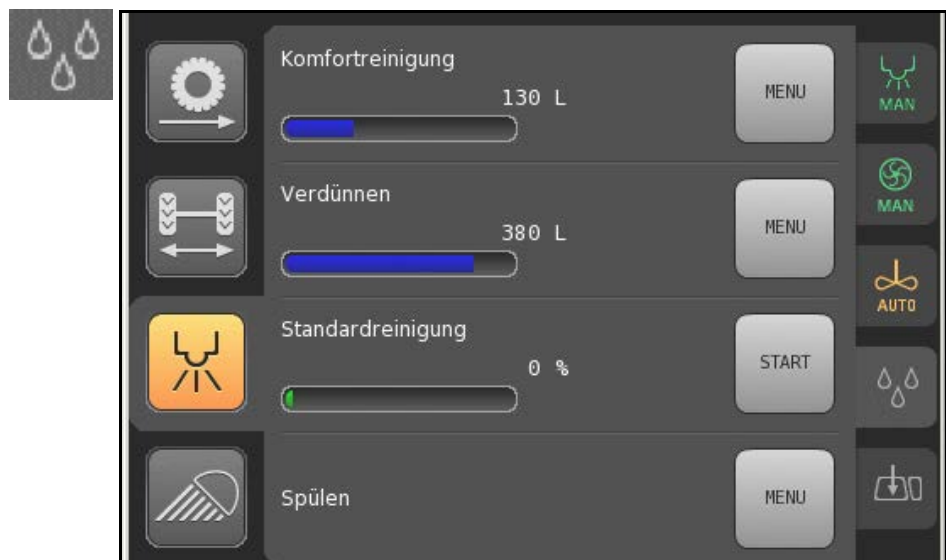 Komfortreinigung
130 L
MENU
Verdünnen
380 L
MENU
Standardreinigung
0 %
START
Spülen
MENU
MAN
MAN
AUTO